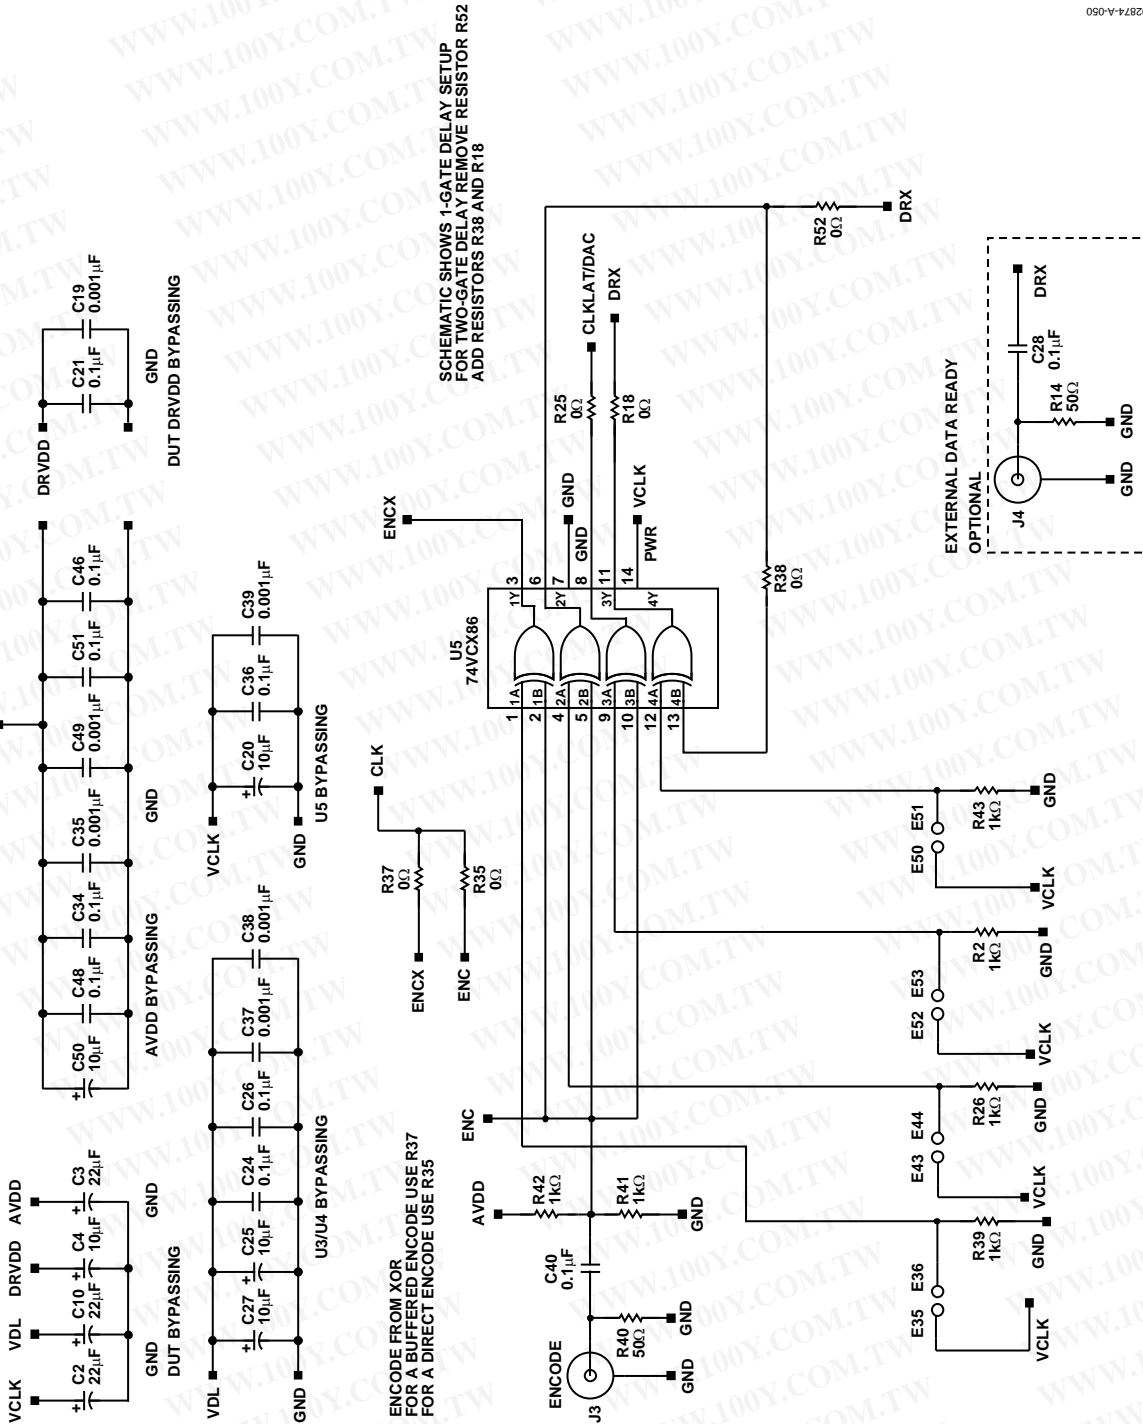 VCLK
VDL
DRVDD
AVDD
C2
22µF
C10
22µF
C4
10µF
C3
22µF
+
+
+
+
GND
GND
DUT BYPASSING
C50
10µF
+
C48
0.1µF
C34
0.1µF
C35
0.001µF
C49
0.001µF
C51
0.1µF
C46
0.1µF
AVDD BYPASSING
GND
DRVDD
C21
0.1µF
C19
0.001µF
GND
DUT DRVDD BYPASSING
VDL
GND
C27
10µF
+
C25
10µF
+
C24
0.1µF
C26
0.1µF
C37
0.001µF
C38
0.001µF
U3/U4 BYPASSING
VCLK
GND
C20
10µF
+
C36
0.1µF
C39
0.001µF
U5 BYPASSING
ENCODE FROM XOR
FOR A BUFFERED ENCODE USE R37
FOR A DIRECT ENCODE USE R35
ENCX
R37
0Ω
ENC
R35
0Ω
CLK
SCHEMATIC SHOWS 1-GATE DELAY SETUP
FOR TWO-GATE DELAY REMOVE RESISTOR R52
ADD RESISTORS R38 AND R18
ENCX
U5
74VCX86
1
2
4
5
9
10
12
13
1A
1B
2A
2B
3A
3B
4A
4B
1Y
2Y
3Y
4Y
3
6
7
8
11
14
GND
GND
VCLK
PWR
R25
0Ω
CLKLAT/DAC
R18
0Ω
DRX
R38
0Ω
R52
0Ω
DRX
ENCODE
J3
GND
R40
50Ω
GND
C40
0.1µF
AVDD
R42
1kΩ
R41
1kΩ
GND
ENC
E35
E36
VCLK
R39
1kΩ
GND
E43
E44
VCLK
R26
1kΩ
GND
E52
E53
VCLK
R2
1kΩ
GND
E50
E51
VCLK
R43
1kΩ
GND
EXTERNAL DATA READY
OPTIONAL
J4
GND
R14
50Ω
GND
C28
0.1µF
DRX
2874-A-050
WWW.100Y.COM.TW